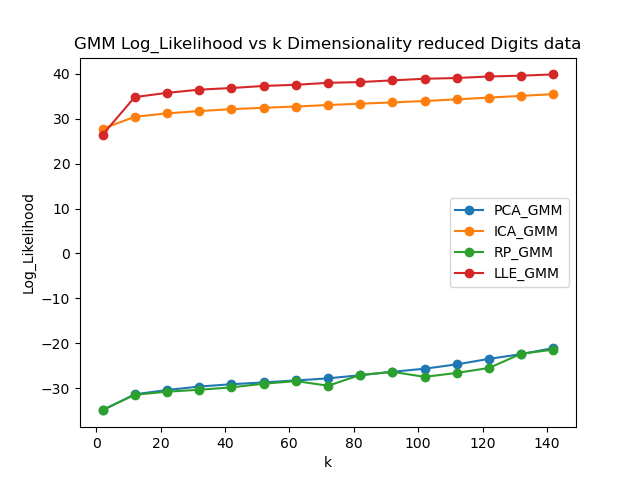 GMM Log_Likelihood vs k Dimensionality reduced Digits data
40
30
20
10
0
−10
−20
−30
Log_Likelihood
PCA_GMM
ICA_GMM
RP_GMM
LLE_GMM
0 20 40 60 80 100 120 140
k